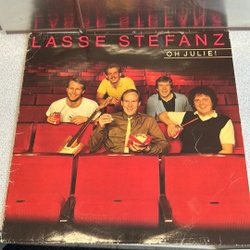 LASSE STEFANZ
OH JULIE!